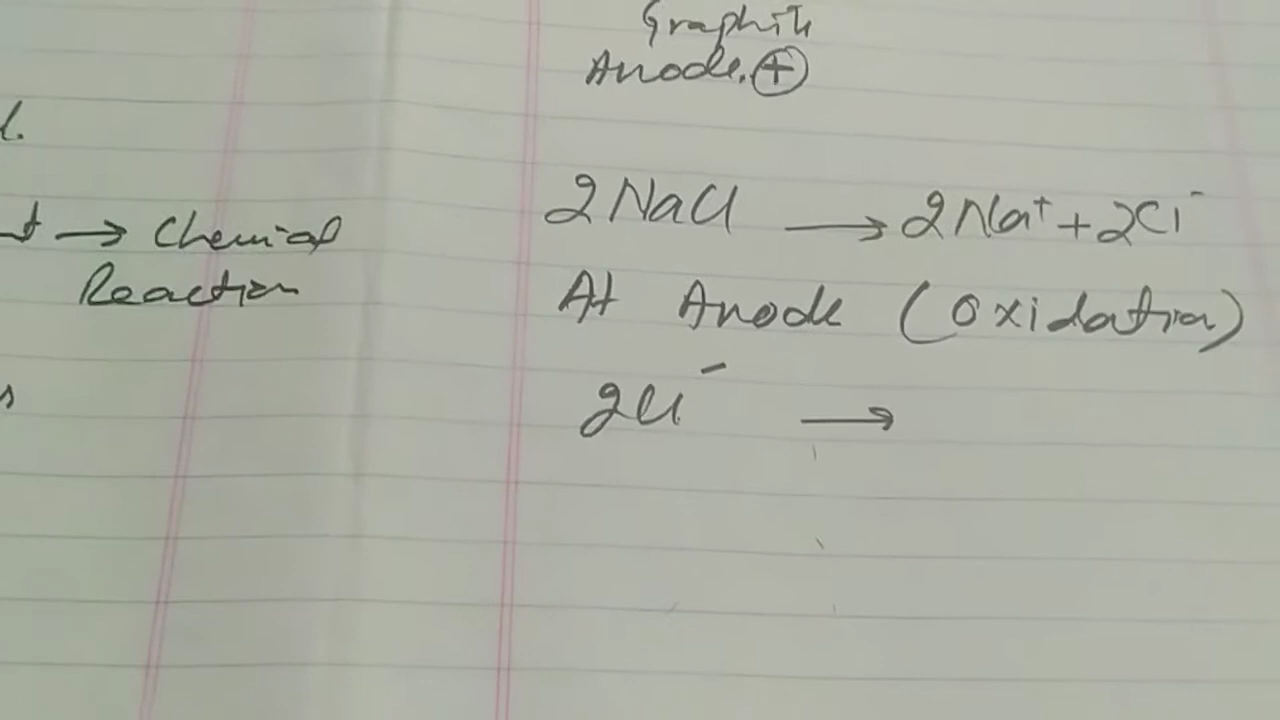 Graphite
Anode. +
2NaCl → 2Na⁺ + 2Cl⁻
→ Chemical
Reaction
At Anode (Oxidation)
2Cl⁻ →